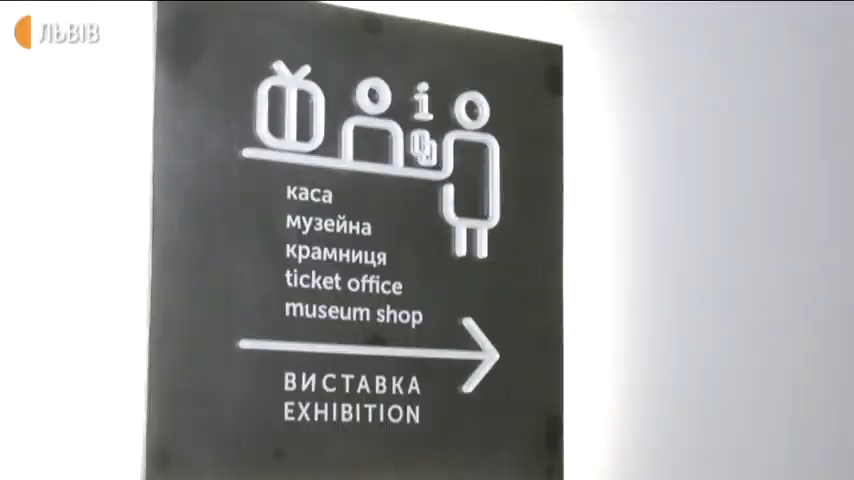 ЛЬВІВ
i
каса
музейна
крамниця
ticket office
museum shop
ВИСТАВКА
EXHIBITION